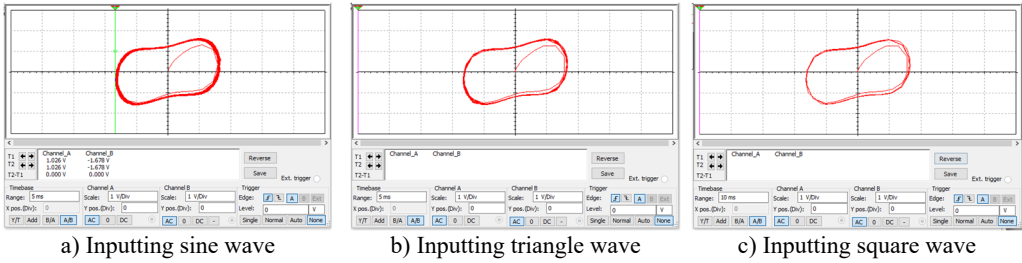 T1 Channel_A Channel_B
T2 1.026 V -1.678 V
1.026 V -1.678 V
T2-T1 0.000 V 0.000 V
Reverse
Save
Ext. trigger
Timebase Channel A Channel B Trigger
Range: 5 ms Scale: 1 V/Div Scale: 1 V/Div Edge: A B Ext
X pos.(Div): 0 Y pos.(Div): 0 Y pos.(Div): 0 Level: 0 V
Y/T Add B/A A/B AC 0 DC AC 0 DC - Single Normal Auto None
a) Inputting sine wave
T1 Channel_A Channel_B
T2
T2-T1
Reverse
Save
Ext. trigger
Timebase Channel A Channel B Trigger
Range: 5 ms Scale: 1 V/Div Scale: 1 V/Div Edge: A B Ext
X pos.(Div): 0 Y pos.(Div): 0 Y pos.(Div): 0 Level: 0 V
Y/T Add B/A A/B AC 0 DC AC 0 DC - Single Normal Auto None
b) Inputting triangle wave
T1 Channel_A Channel_B
T2
T2-T1
Reverse
Save
Ext. trigger
Timebase Channel A Channel B Trigger
Range: 10 ms Scale: 1 V/Div Scale: 1 V/Div Edge: A B Ext
X pos.(Div): 0 Y pos.(Div): 0 Y pos.(Div): 0 Level: 0 V
Y/T Add B/A A/B AC 0 DC AC 0 DC - Single Normal Auto None
c) Inputting square wave